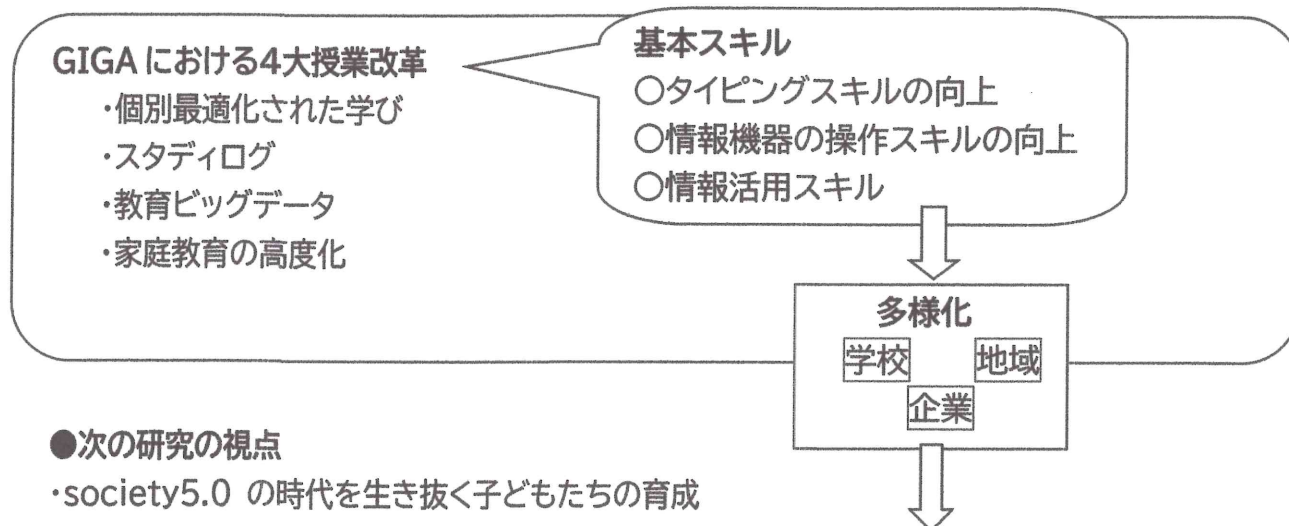 GIGAにおける4大授業改革
・個別最適化された学び
・スタディログ
・教育ビッグデータ
・家庭教育の高度化
基本スキル
○タイピングスキルの向上
○情報機器の操作スキルの向上
○情報活用スキル
多様化
学校 地域
企業
●次の研究の視点
・society5.0 の時代を生き抜く子どもたちの育成